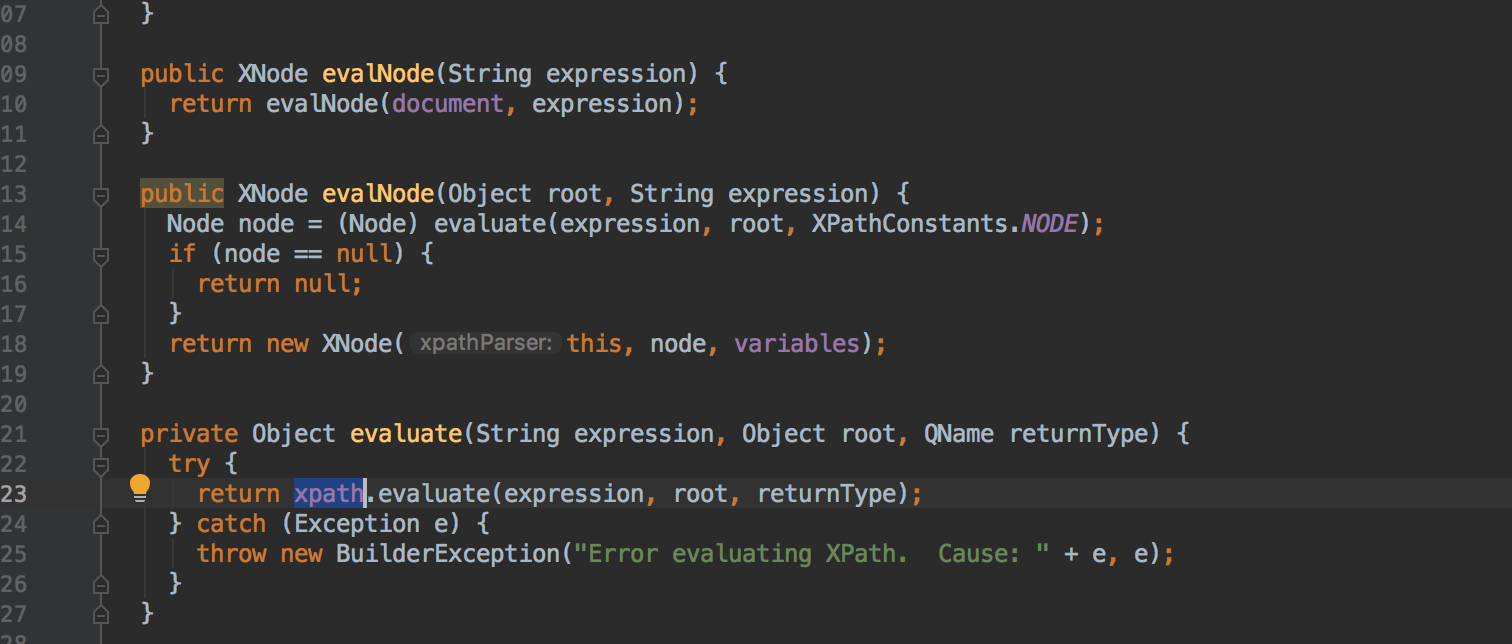 07 }
08
09 public XNode evalNode(String expression) {
10 return evalNode(document, expression);
11 }
12
13 public XNode evalNode(Object root, String expression) {
14 Node node = (Node) evaluate(expression, root, XPathConstants.NODE);
15 if (node == null) {
16 return null;
17 }
18 return new XNode( xpathParser: this, node, variables);
19 }
20
21 private Object evaluate(String expression, Object root, QName returnType) {
22 try {
23 return xpath.evaluate(expression, root, returnType);
24 } catch (Exception e) {
25 throw new BuilderException("Error evaluating XPath.  Cause: " + e, e);
26 }
27 }
28